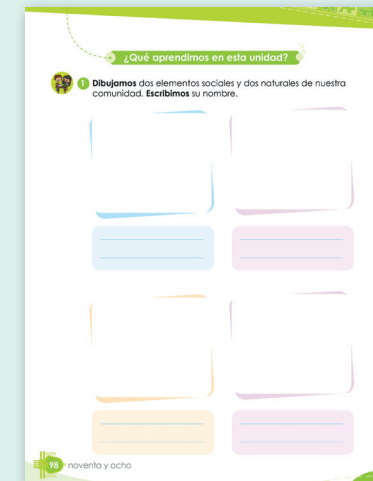 ¿Qué aprendimos en esta unidad?
1 Dibujamos dos elementos sociales y dos naturales de nuestra
comunidad. Escribimos su nombre.
98 noventa y ocho